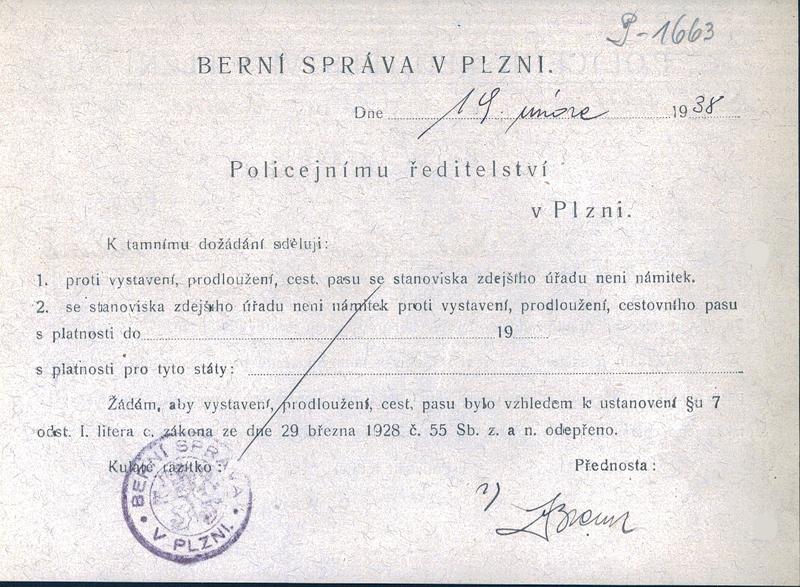 P-1663
BERNÍ SPRÁVA V PLZNI.
Dne 19. února 1938
Policejnímu ředitelství
v Plzni.
K tamnímu dožádání sděluji:
1. proti vystavení, prodloužení, cest. pasu se stanoviska zdejšího úřadu neni námitek.
2. se stanoviska zdejšího úřadu neni námitek proti vystavení, prodloužení, cestovního pasu
s platností do 19
s platností pro tyto státy:
Žádám, aby vystavení, prodloužení, cest. pasu bylo vzhledem k ustanovení §u 7
odst. I. litera c. zákona ze dne 29 března 1928 č. 55 Sb. z. a n. odepřeno.
Kulaté razítko: Přednosta:
BERNÍ SPRÁVA
V PLZNI.